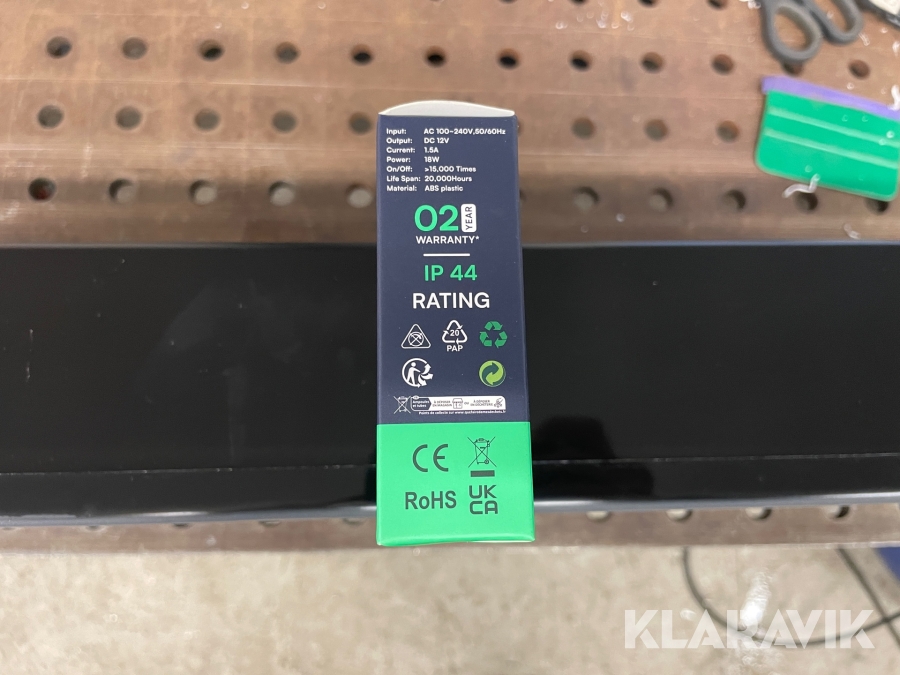 Input: AC 100-240V,50/60Hz
Output: DC 12V
Current: 1.5A
Power: 18W
On/Off: >15,000 Times
Life Span: 20,000Hours
Material: ABS plastic
02 YEAR
WARRANTY*
IP 44
RATING
20
PAP
CE
RoHS
UK
CA
KLARAVIK